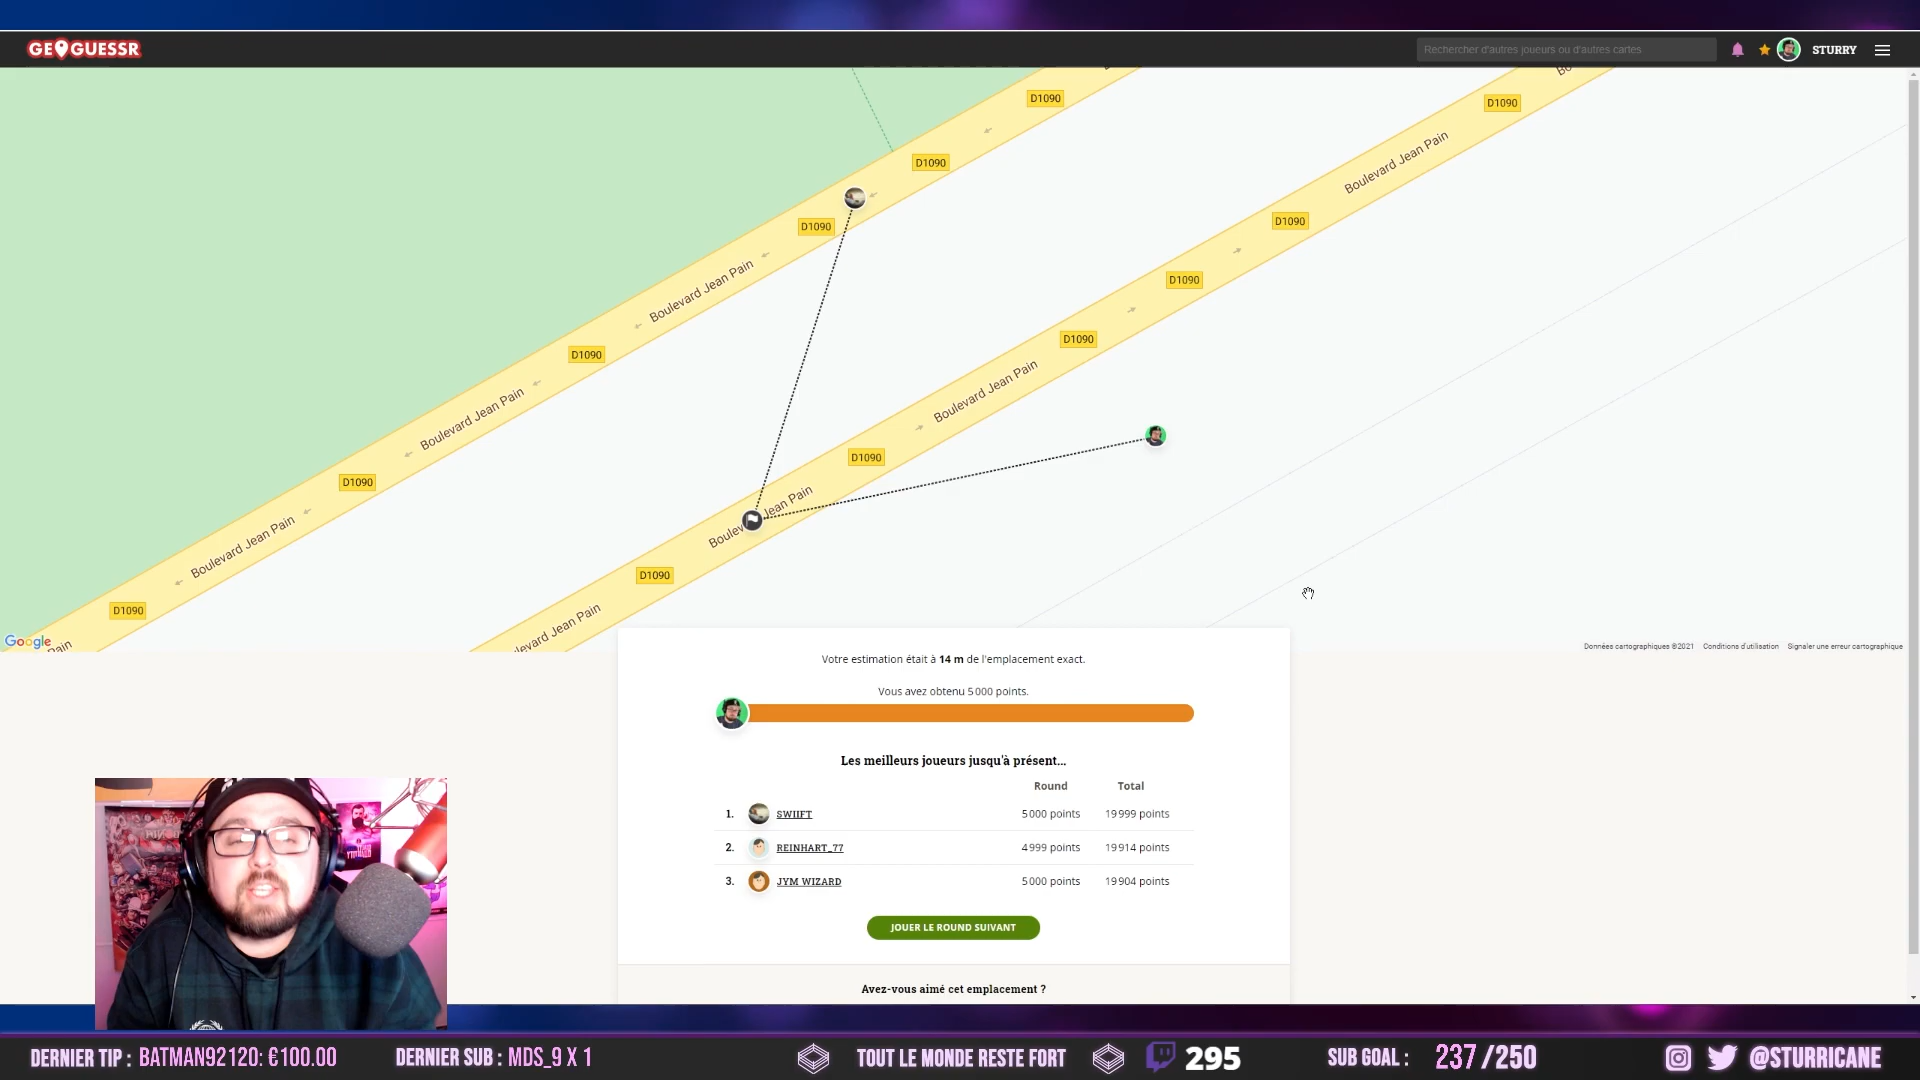 GEOGUESSR
Rechercher d'autres joueurs ou d'autres cartes
STURRY
D1090
D1090
D1090
D1090
Boulevard Jean Pain
D1090
D1090
Boulevard Jean Pain
D1090
D1090
Boulevard Jean Pain
D1090
Boulevard Jean Pain
D1090
D1090
Boulevard Jean Pain
Boulevard Jean Pain
D1090
D1090
Google
Données cartographiques ©2021 Conditions d'utilisation Signaler une erreur cartographique
Votre estimation était à 14 m de l'emplacement exact.
Vous avez obtenu 5 000 points.
Les meilleurs joueurs jusqu'à présent...
Round Total
1. SWIIFT 5 000 points 19 999 points
2. REINHART_77 4 999 points 19 914 points
3. JYM WIZARD 5 000 points 19 904 points
JOUER LE ROUND SUIVANT
Avez-vous aimé cet emplacement ?
DERNIER TIP : BATMAN92120: €100.00 DERNIER SUB : MDS_9 X 1 TOUT LE MONDE RESTE FORT 295 SUB GOAL : 237/250 @STURRICANE